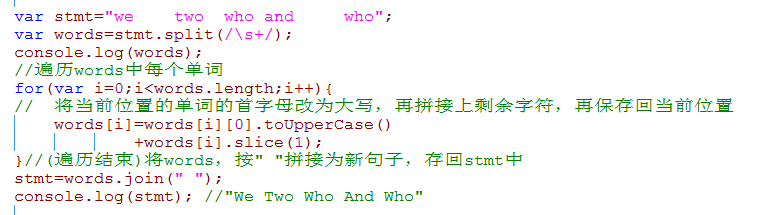 var stmt="we    two  who and     who";
var words=stmt.split(/\s+/);
console.log(words);
//遍历words中每个单词
for(var i=0;i<words.length;i++){
//  将当前位置的单词的首字母改为大写，再拼接上剩余字符，再保存回当前位置
    words[i]=words[i][0].toUpperCase()
            +words[i].slice(1);
}//(遍历结束)将words，按" "拼接为新句子，存回stmt中
stmt=words.join(" ");
console.log(stmt); //"We Two Who And Who"